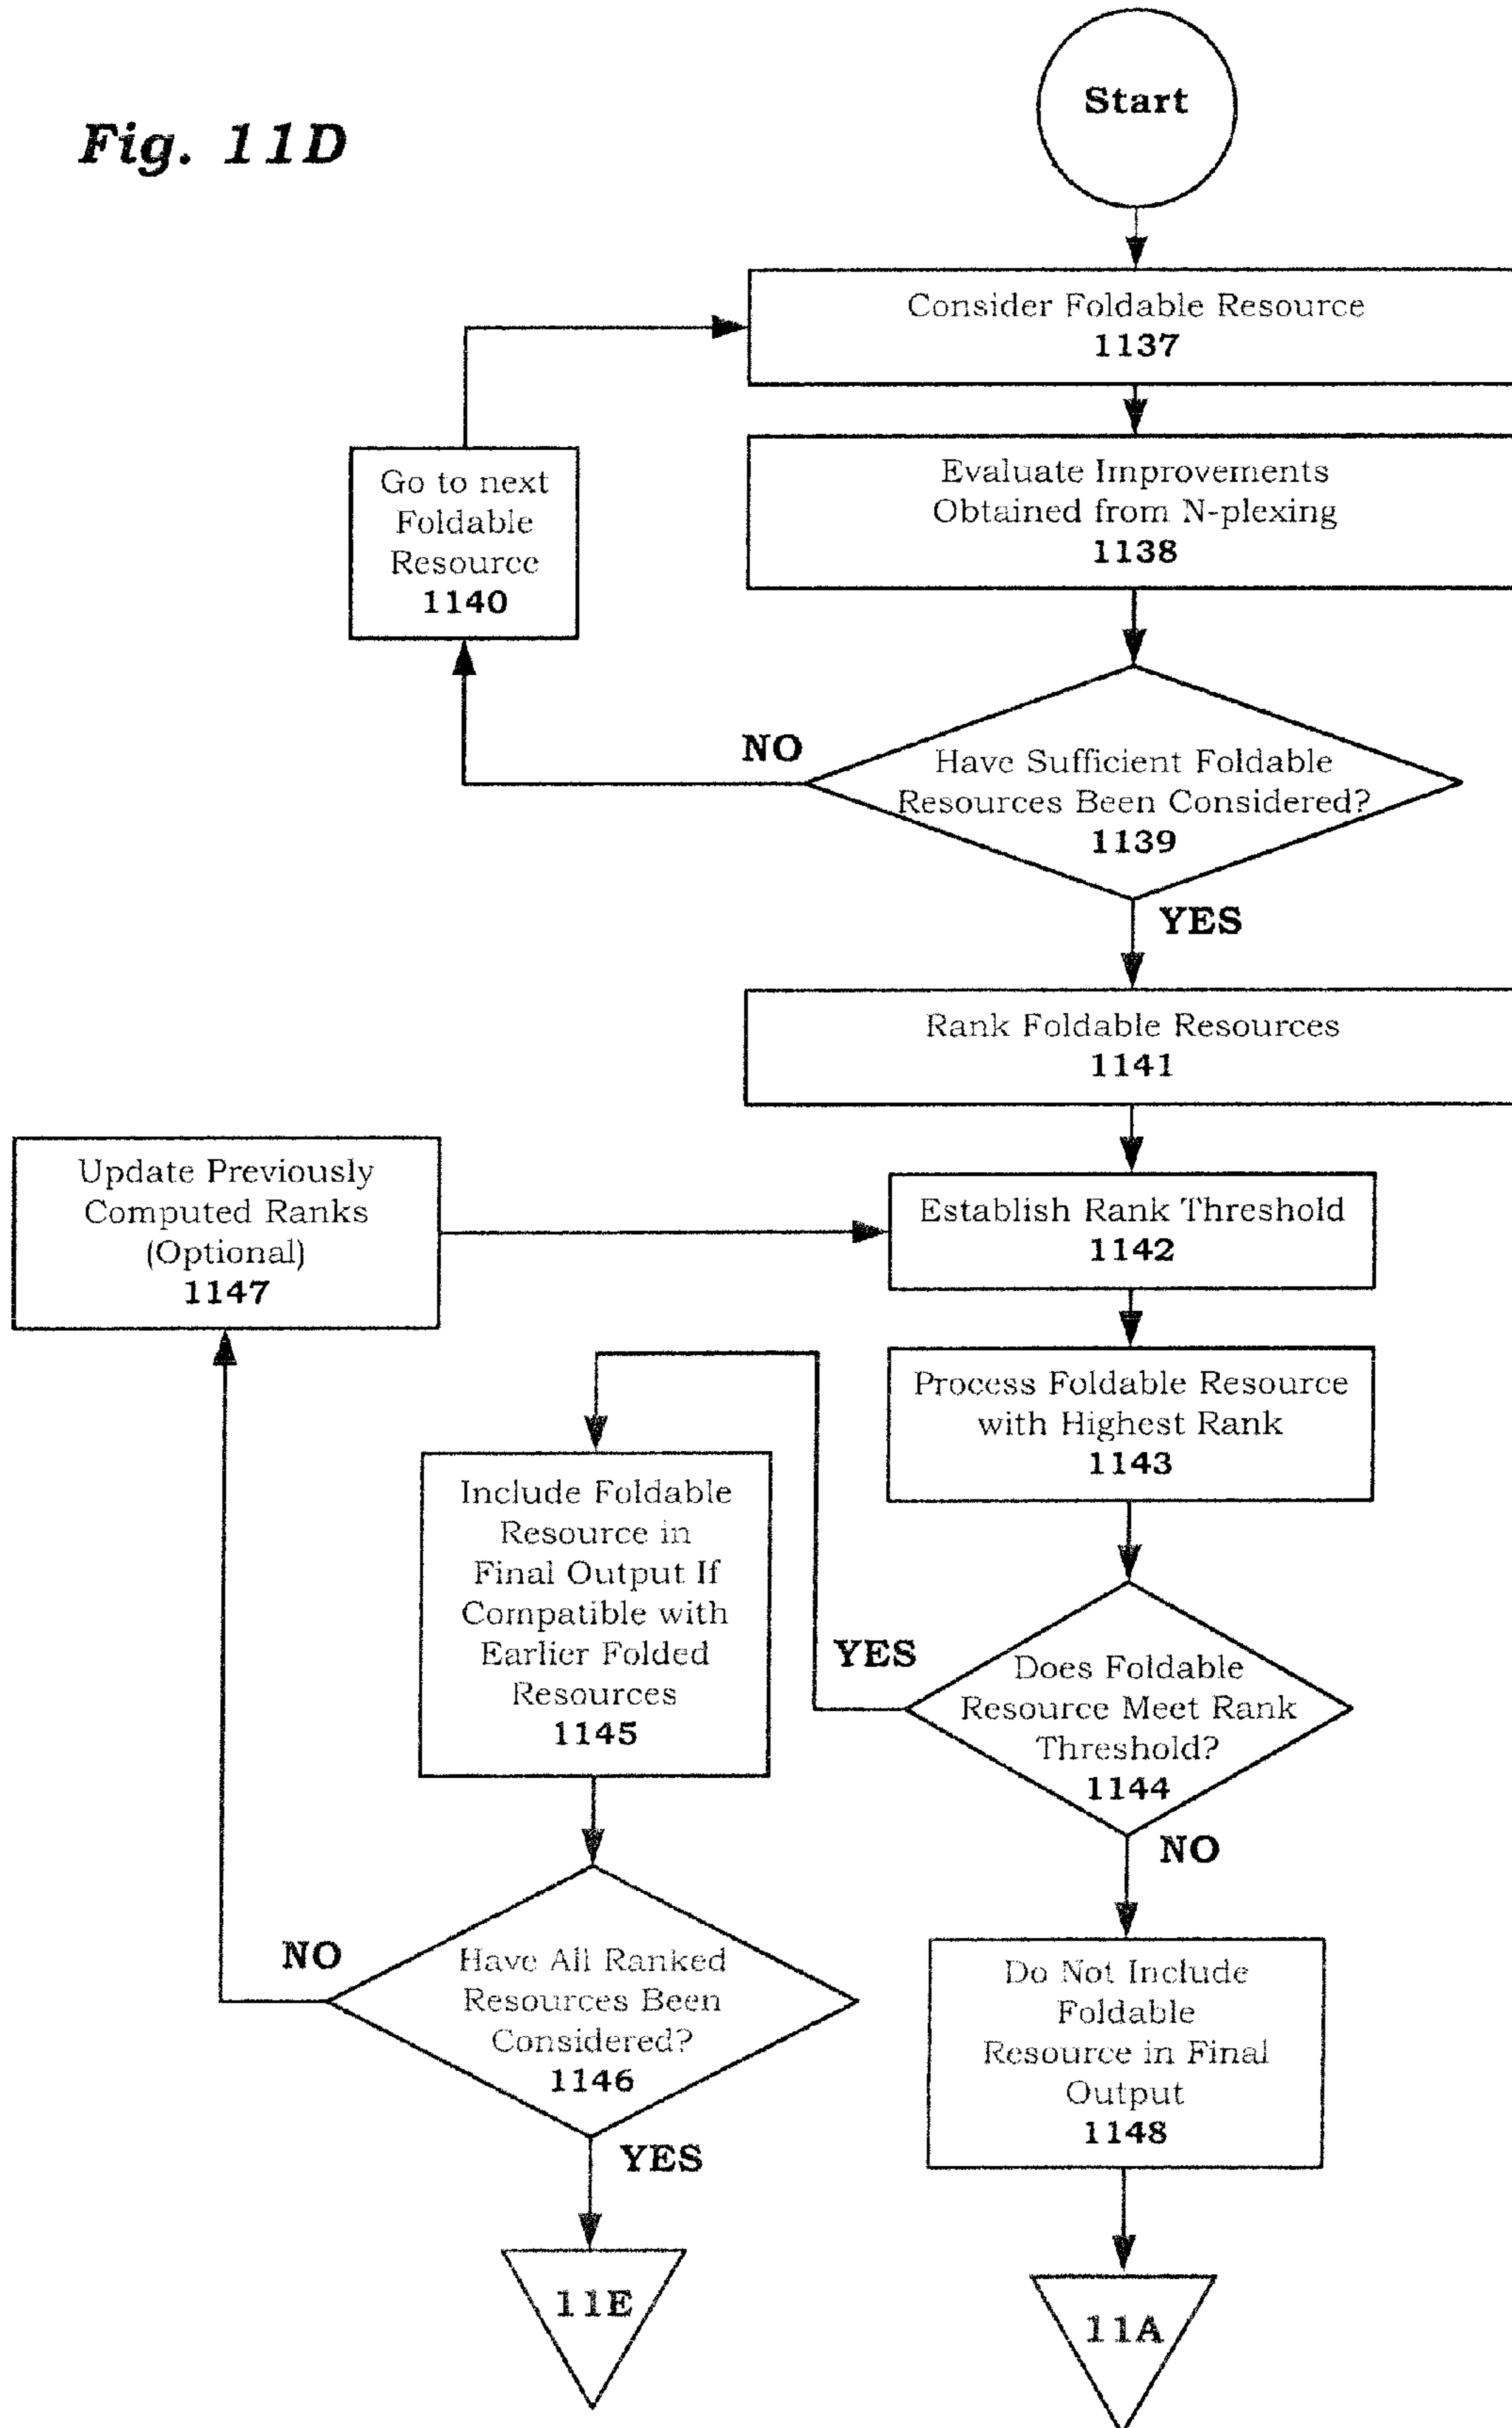 Fig. 11D
Start
Consider Foldable Resource
1137
Evaluate Improvements
Obtained from N-plexing
1138
Go to next
Foldable
Resource
1140
NO
Have Sufficient Foldable
Resources Been Considered?
1139
YES
Rank Foldable Resources
1141
Update Previously
Computed Ranks
(Optional)
1147
Establish Rank Threshold
1142
Process Foldable Resource
with Highest Rank
1143
Include Foldable
Resource in
Final Output If
Compatible with
Earlier Folded
Resources
1145
YES
Does Foldable
Resource Meet Rank
Threshold?
1144
NO
NO
Have All Ranked
Resources Been
Considered?
1146
YES
Do Not Include
Foldable
Resource in Final
Output
1148
11E
11A